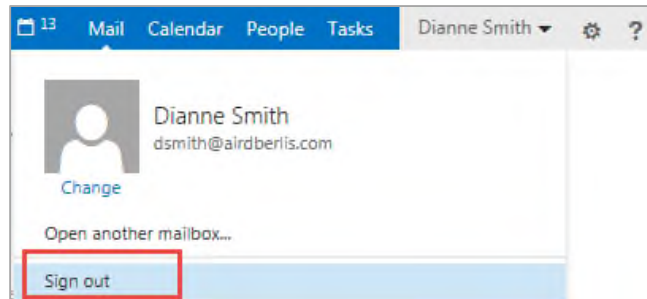 13 Mail Calendar People Tasks Dianne Smith ?
Dianne Smith
dsmith@airdberlis.com
Change
Open another mailbox...
Sign out